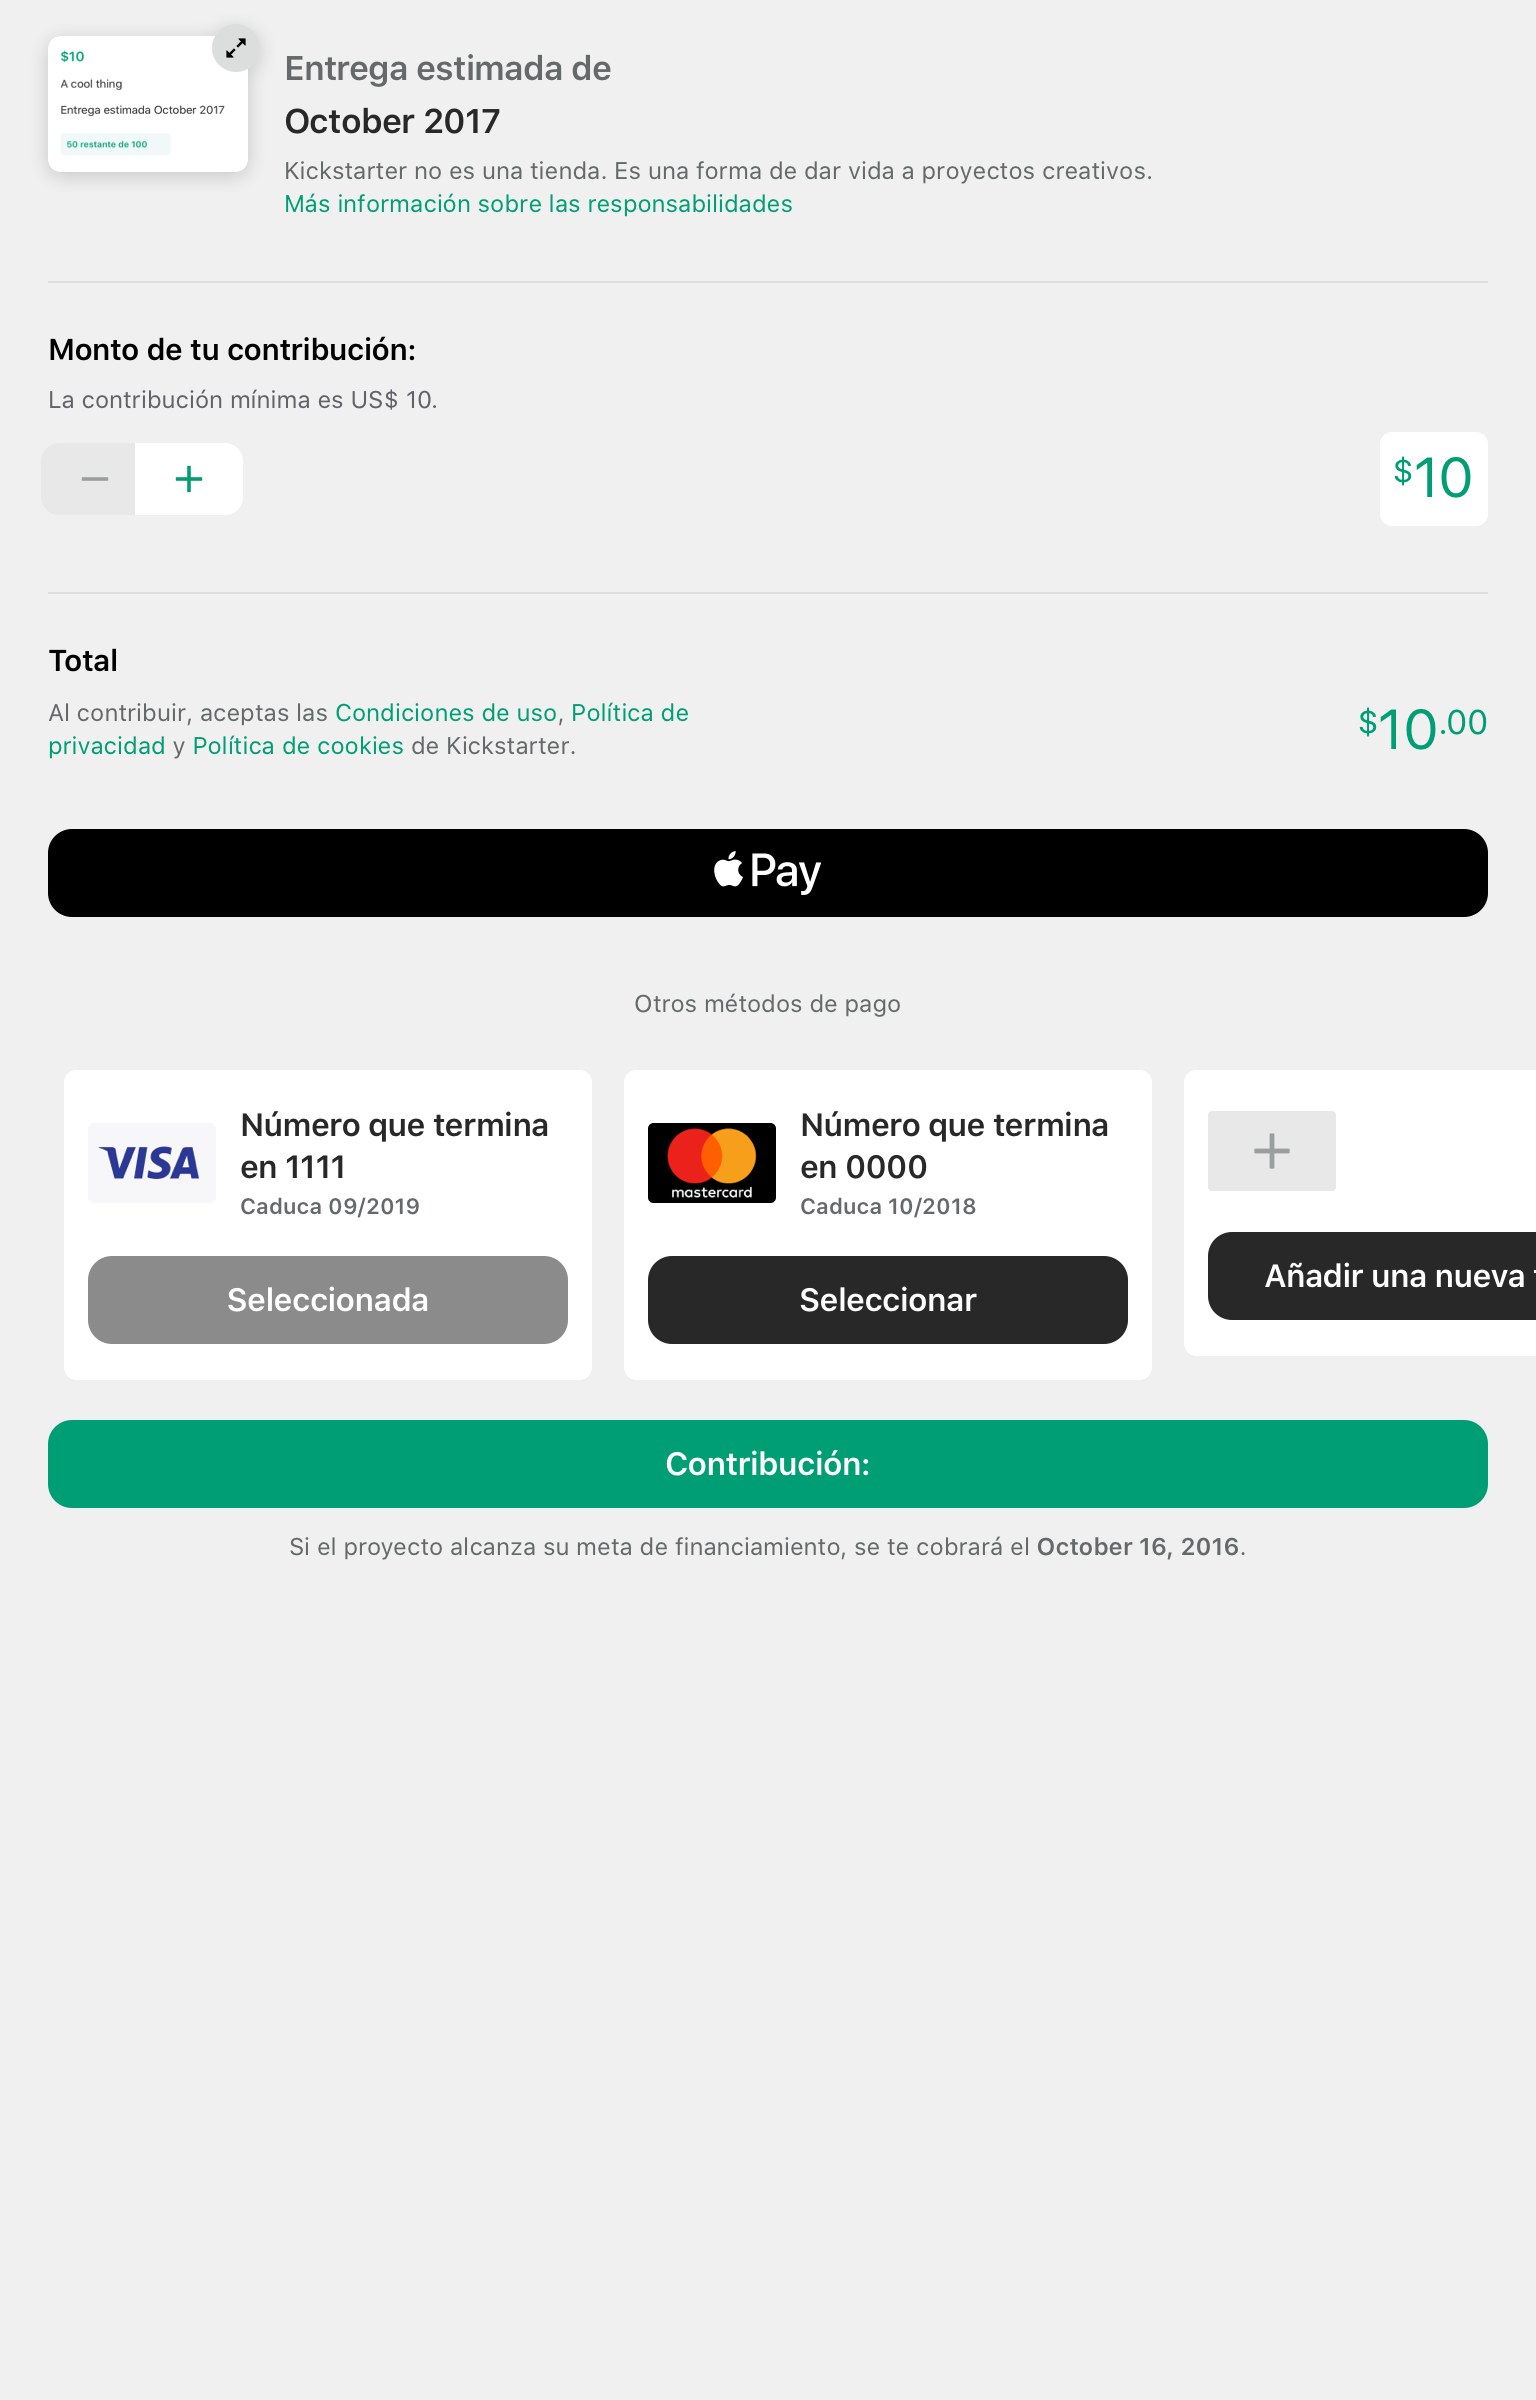 $10
A cool thing
Entrega estimada October 2017
50 restante de 100
Entrega estimada de
October 2017
Kickstarter no es una tienda. Es una forma de dar vida a proyectos creativos.
Más información sobre las responsabilidades
Monto de tu contribución:
La contribución mínima es US$ 10.
$10
Total
Al contribuir, aceptas las Condiciones de uso, Política de
privacidad y Política de cookies de Kickstarter.
$10.00
Pay
Otros métodos de pago
VISA
Número que termina
en 1111
Caduca 09/2019
Seleccionada
mastercard
Número que termina
en 0000
Caduca 10/2018
Seleccionar
Añadir una nueva
Contribución:
Si el proyecto alcanza su meta de financiamiento, se te cobrará el October 16, 2016.